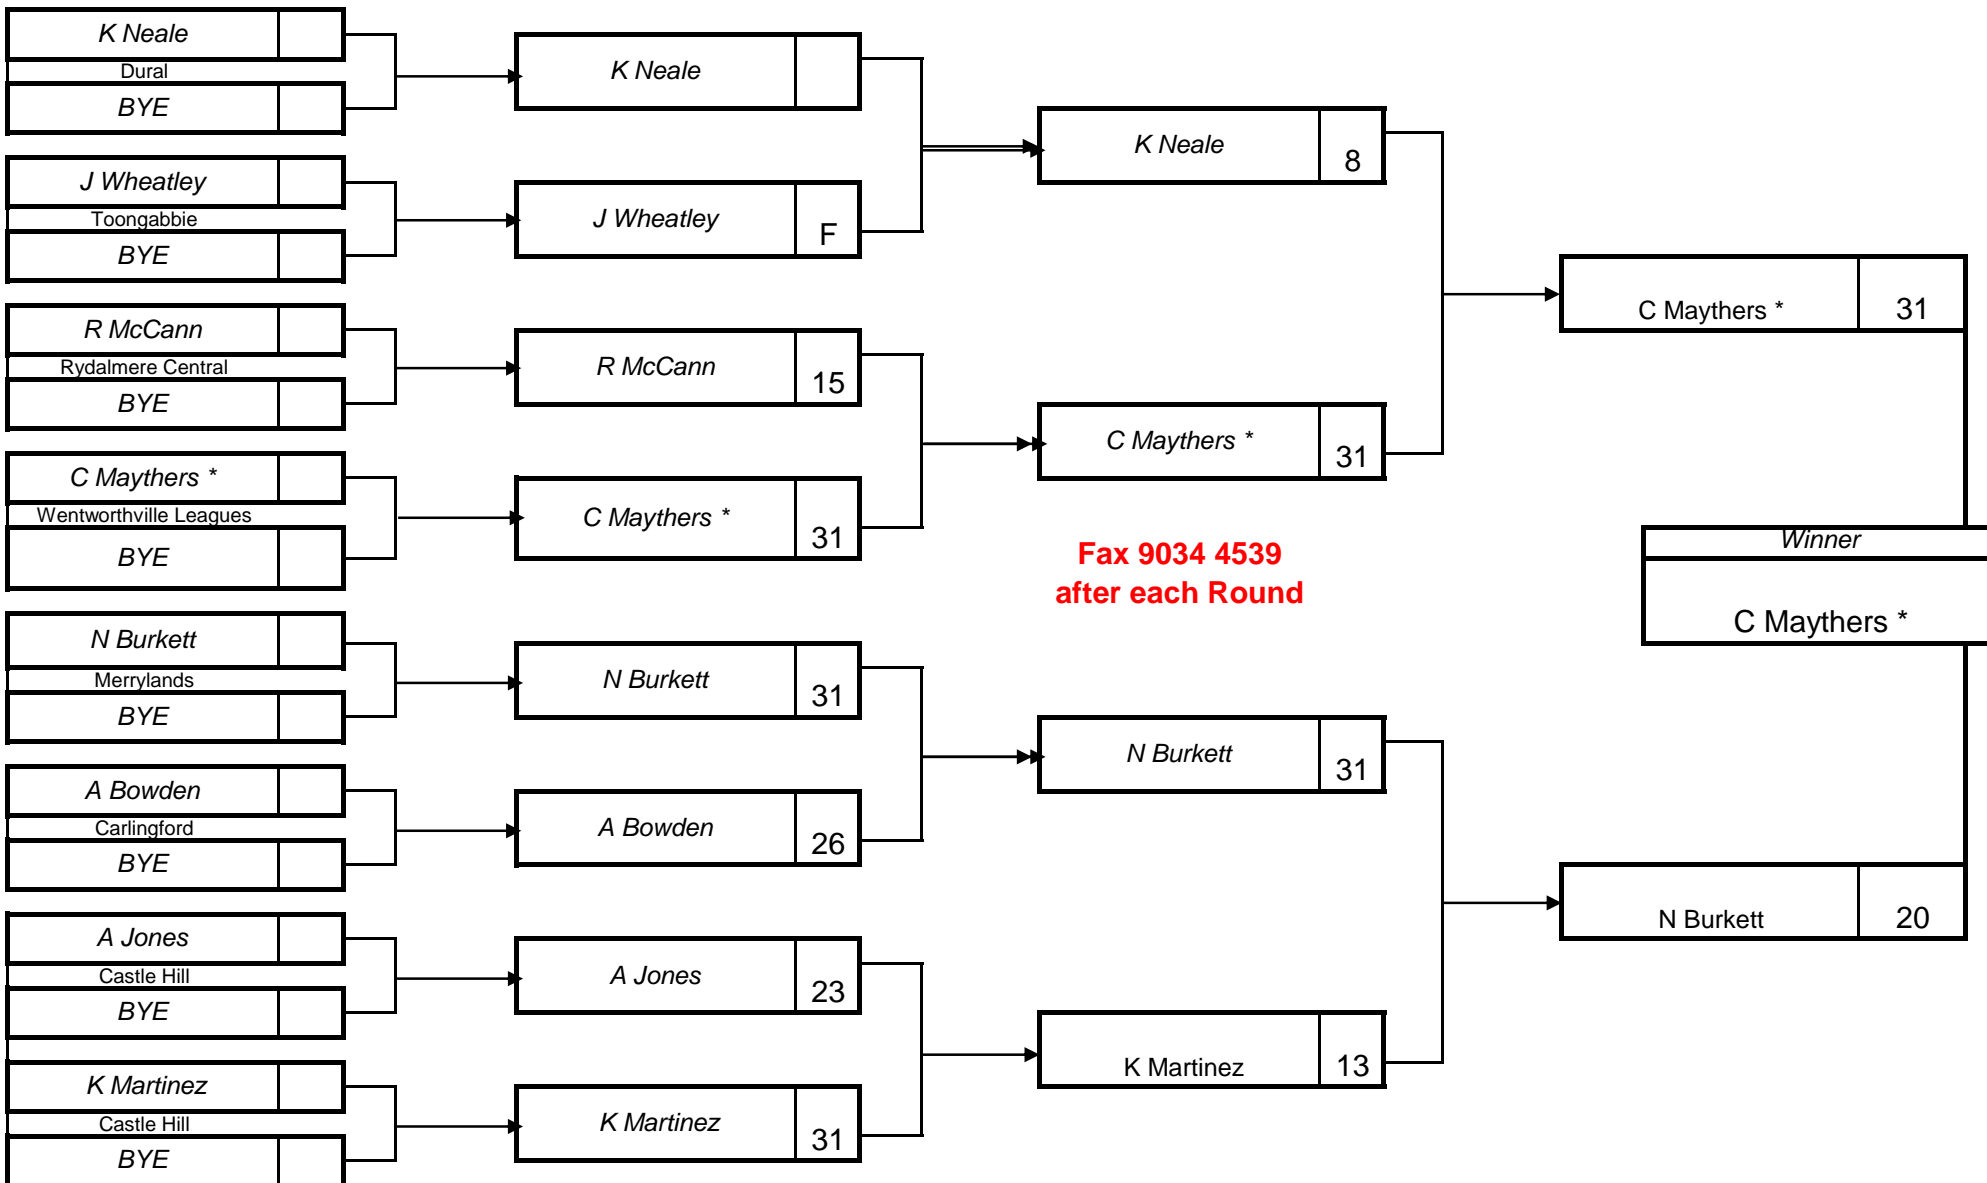 K Neale
Dural
BYE
J Wheatley
Toongabbie
BYE
R McCann
Rydalmere Central
BYE
C Maythers *
Wentworthville Leagues
BYE
N Burkett
Merrylands
BYE
A Bowden
Carlingford
BYE
A Jones
Castle Hill
BYE
K Martinez
Castle Hill
BYE
K Neale
J Wheatley F
R McCann 15
C Maythers * 31
N Burkett 31
A Bowden 26
A Jones 23
K Martinez 31
K Neale 8
C Maythers * 31
Fax 9034 4539
after each Round
N Burkett 31
K Martinez 13
C Maythers * 31
N Burkett 20
Winner
C Maythers *